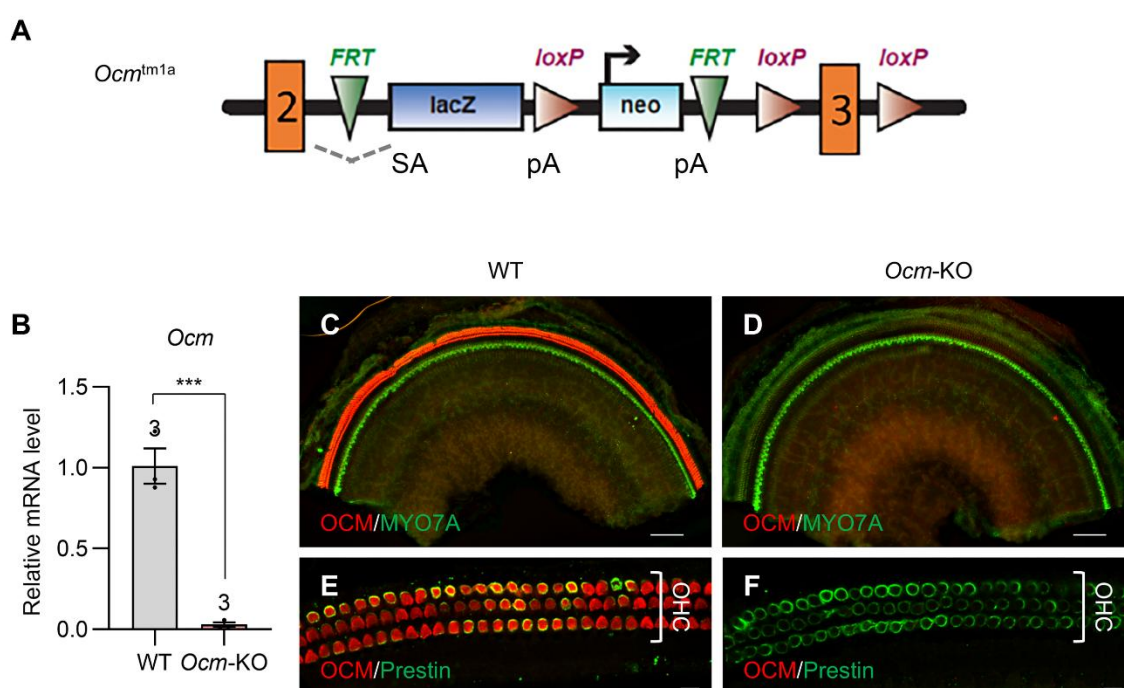 A
Ocm^tm1a
FRT loxP FRT loxP loxP
2 lacZ neo 3
SA pA pA
WT Ocm-KO
B
Ocm
***
1.5
1.0
0.5
0.0
Relative mRNA level
3
3
WT Ocm-KO
C
OCM/MYO7A
D
OCM/MYO7A
E
OHC
OCM/Prestin
F
OHC
OCM/Prestin